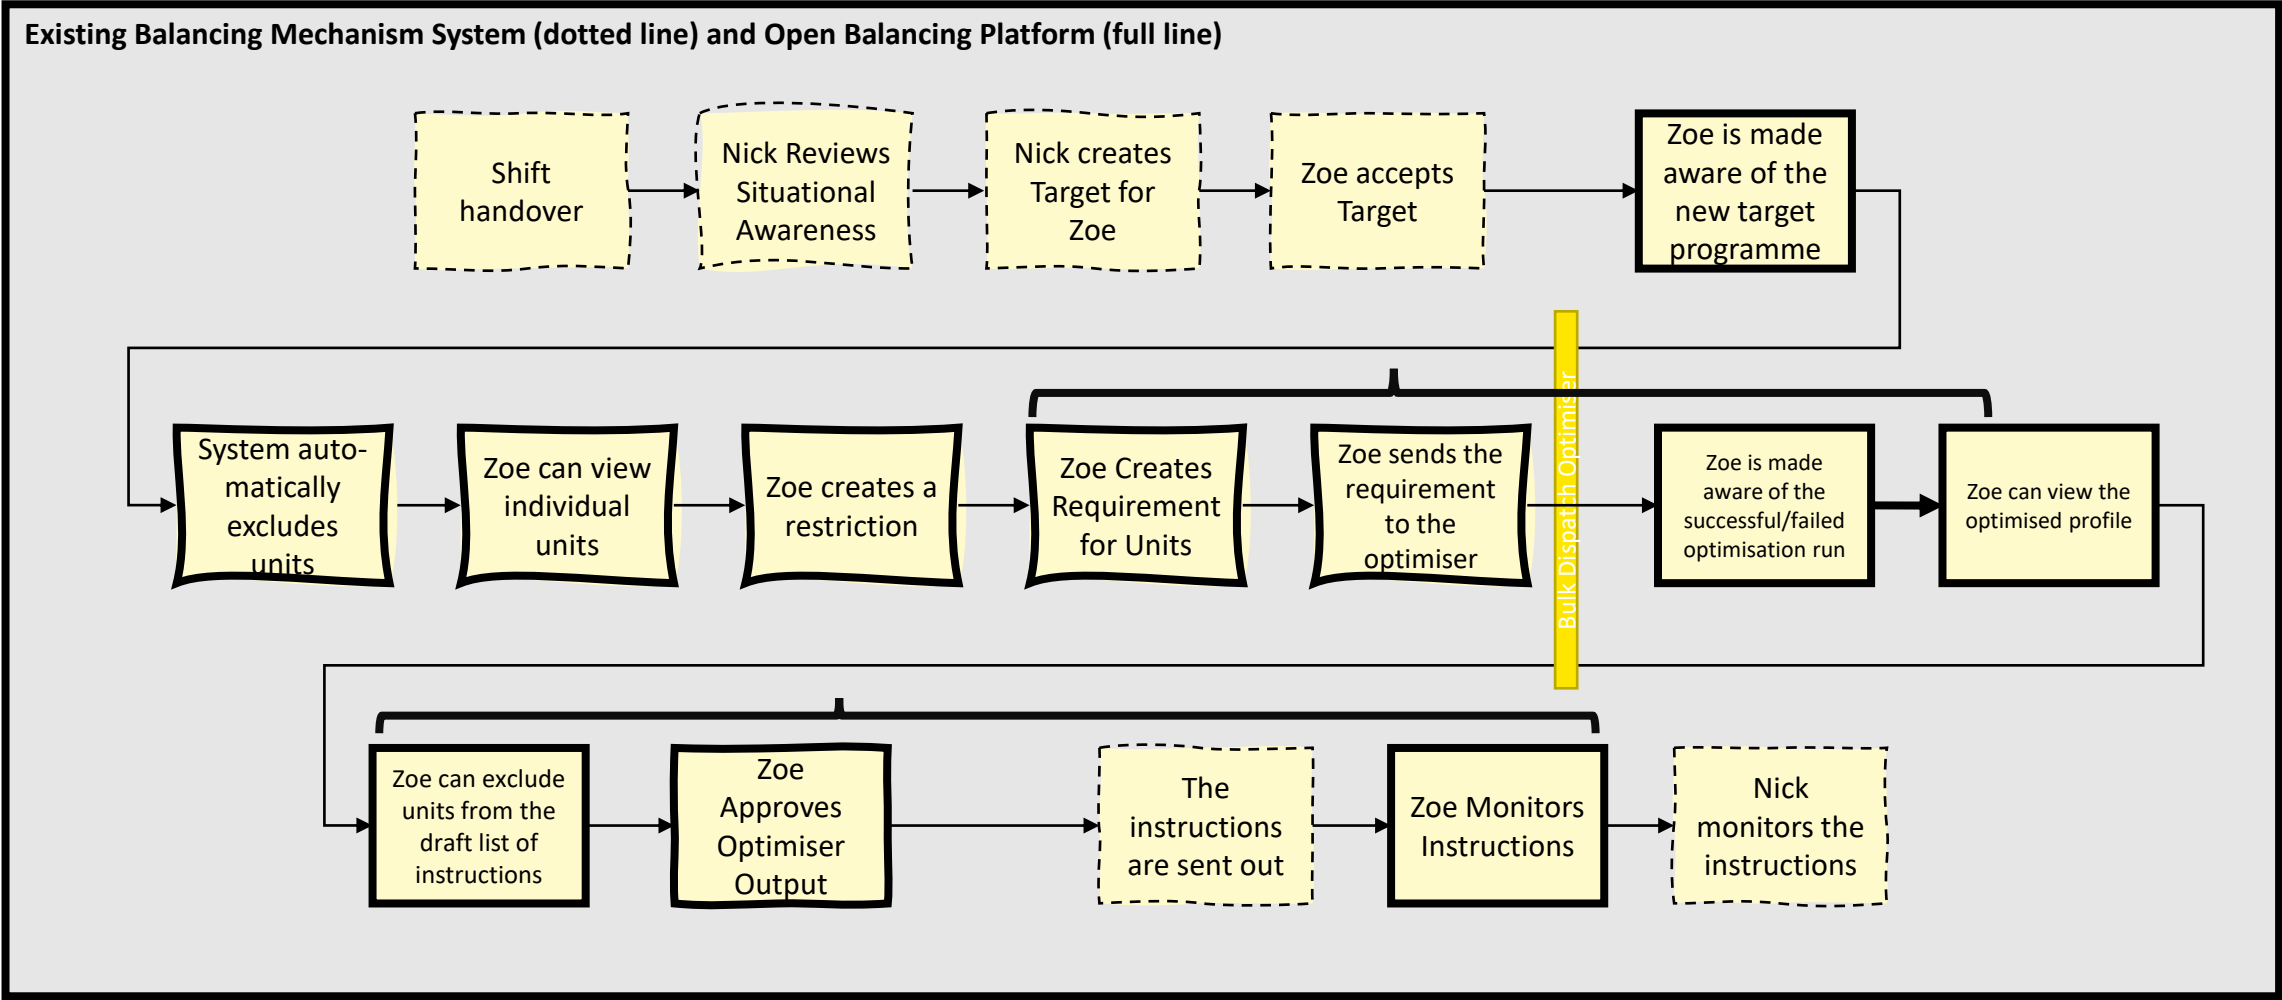 Existing Balancing Mechanism System (dotted line) and Open Balancing Platform (full line)
Shift
handover
Nick Reviews
Situational
Awareness
Nick creates
Target for
Zoe
Zoe accepts
Target
Zoe is made
aware of the
new target
programme
System auto-
matically
excludes
units
Zoe can view
individual
units
Zoe creates a
restriction
Zoe Creates
Requirement
for Units
Zoe sends the
requirement
to the
optimiser
Bulk Dispatch Optimiser
Zoe is made
aware of the
successful/failed
optimisation run
Zoe can view the
optimised profile
Zoe can exclude
units from the
draft list of
instructions
Zoe
Approves
Optimiser
Output
The
instructions
are sent out
Zoe Monitors
Instructions
Nick
monitors the
instructions